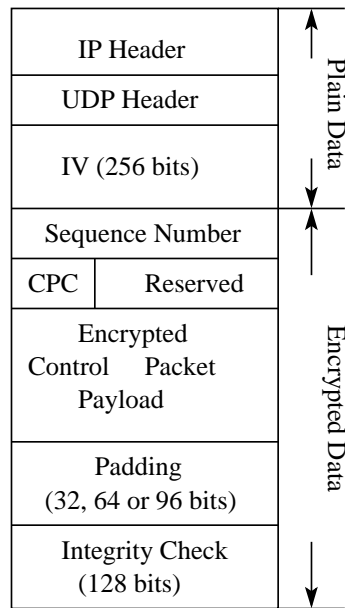 IP Header
UDP Header
IV (256 bits)
Plain Data
Sequence Number
CPC
Reserved
Encrypted
Control Packet
Payload
Padding
(32, 64 or 96 bits)
Integrity Check
(128 bits)
Encrypted Data